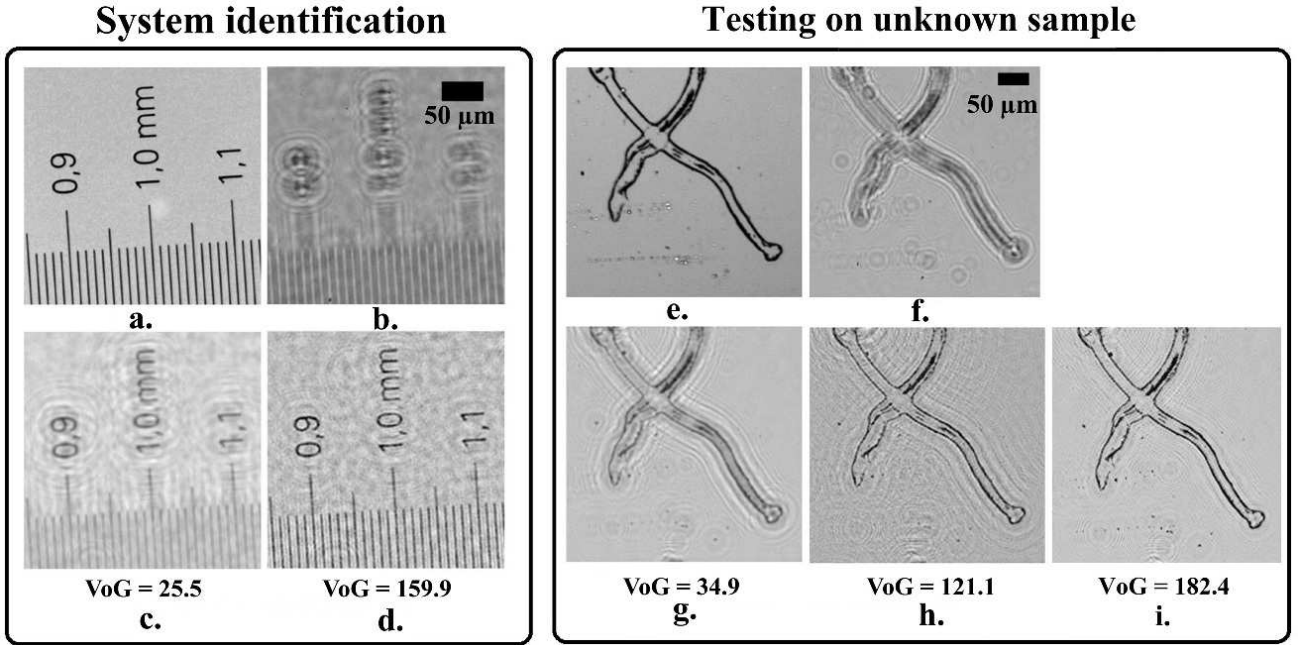 System identification
Testing on unknown sample
0,9
1,0 mm
1,1
50 µm
a.
b.
50 µm
e.
f.
0,9
1,0 mm
1,1
0,9
1,0 mm
1,1
VoG = 25.5
VoG = 159.9
c.
d.
VoG = 34.9
VoG = 121.1
VoG = 182.4
g.
h.
i.